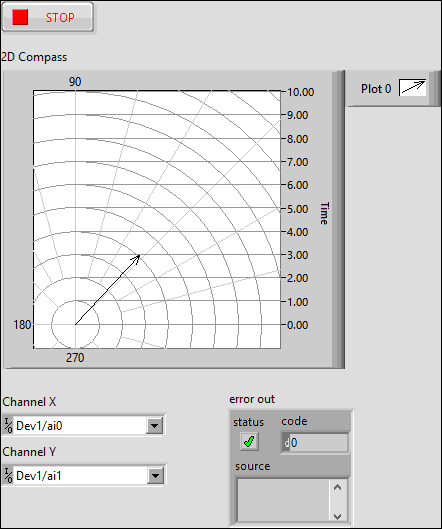 STOP
2D Compass
90
Plot 0
10.00
9.00
8.00
7.00
6.00
5.00
Time
4.00
3.00
2.00
1.00
180
0.00
270
Channel X
Dev1/ai0
Channel Y
Dev1/ai1
error out
status code
d0
source